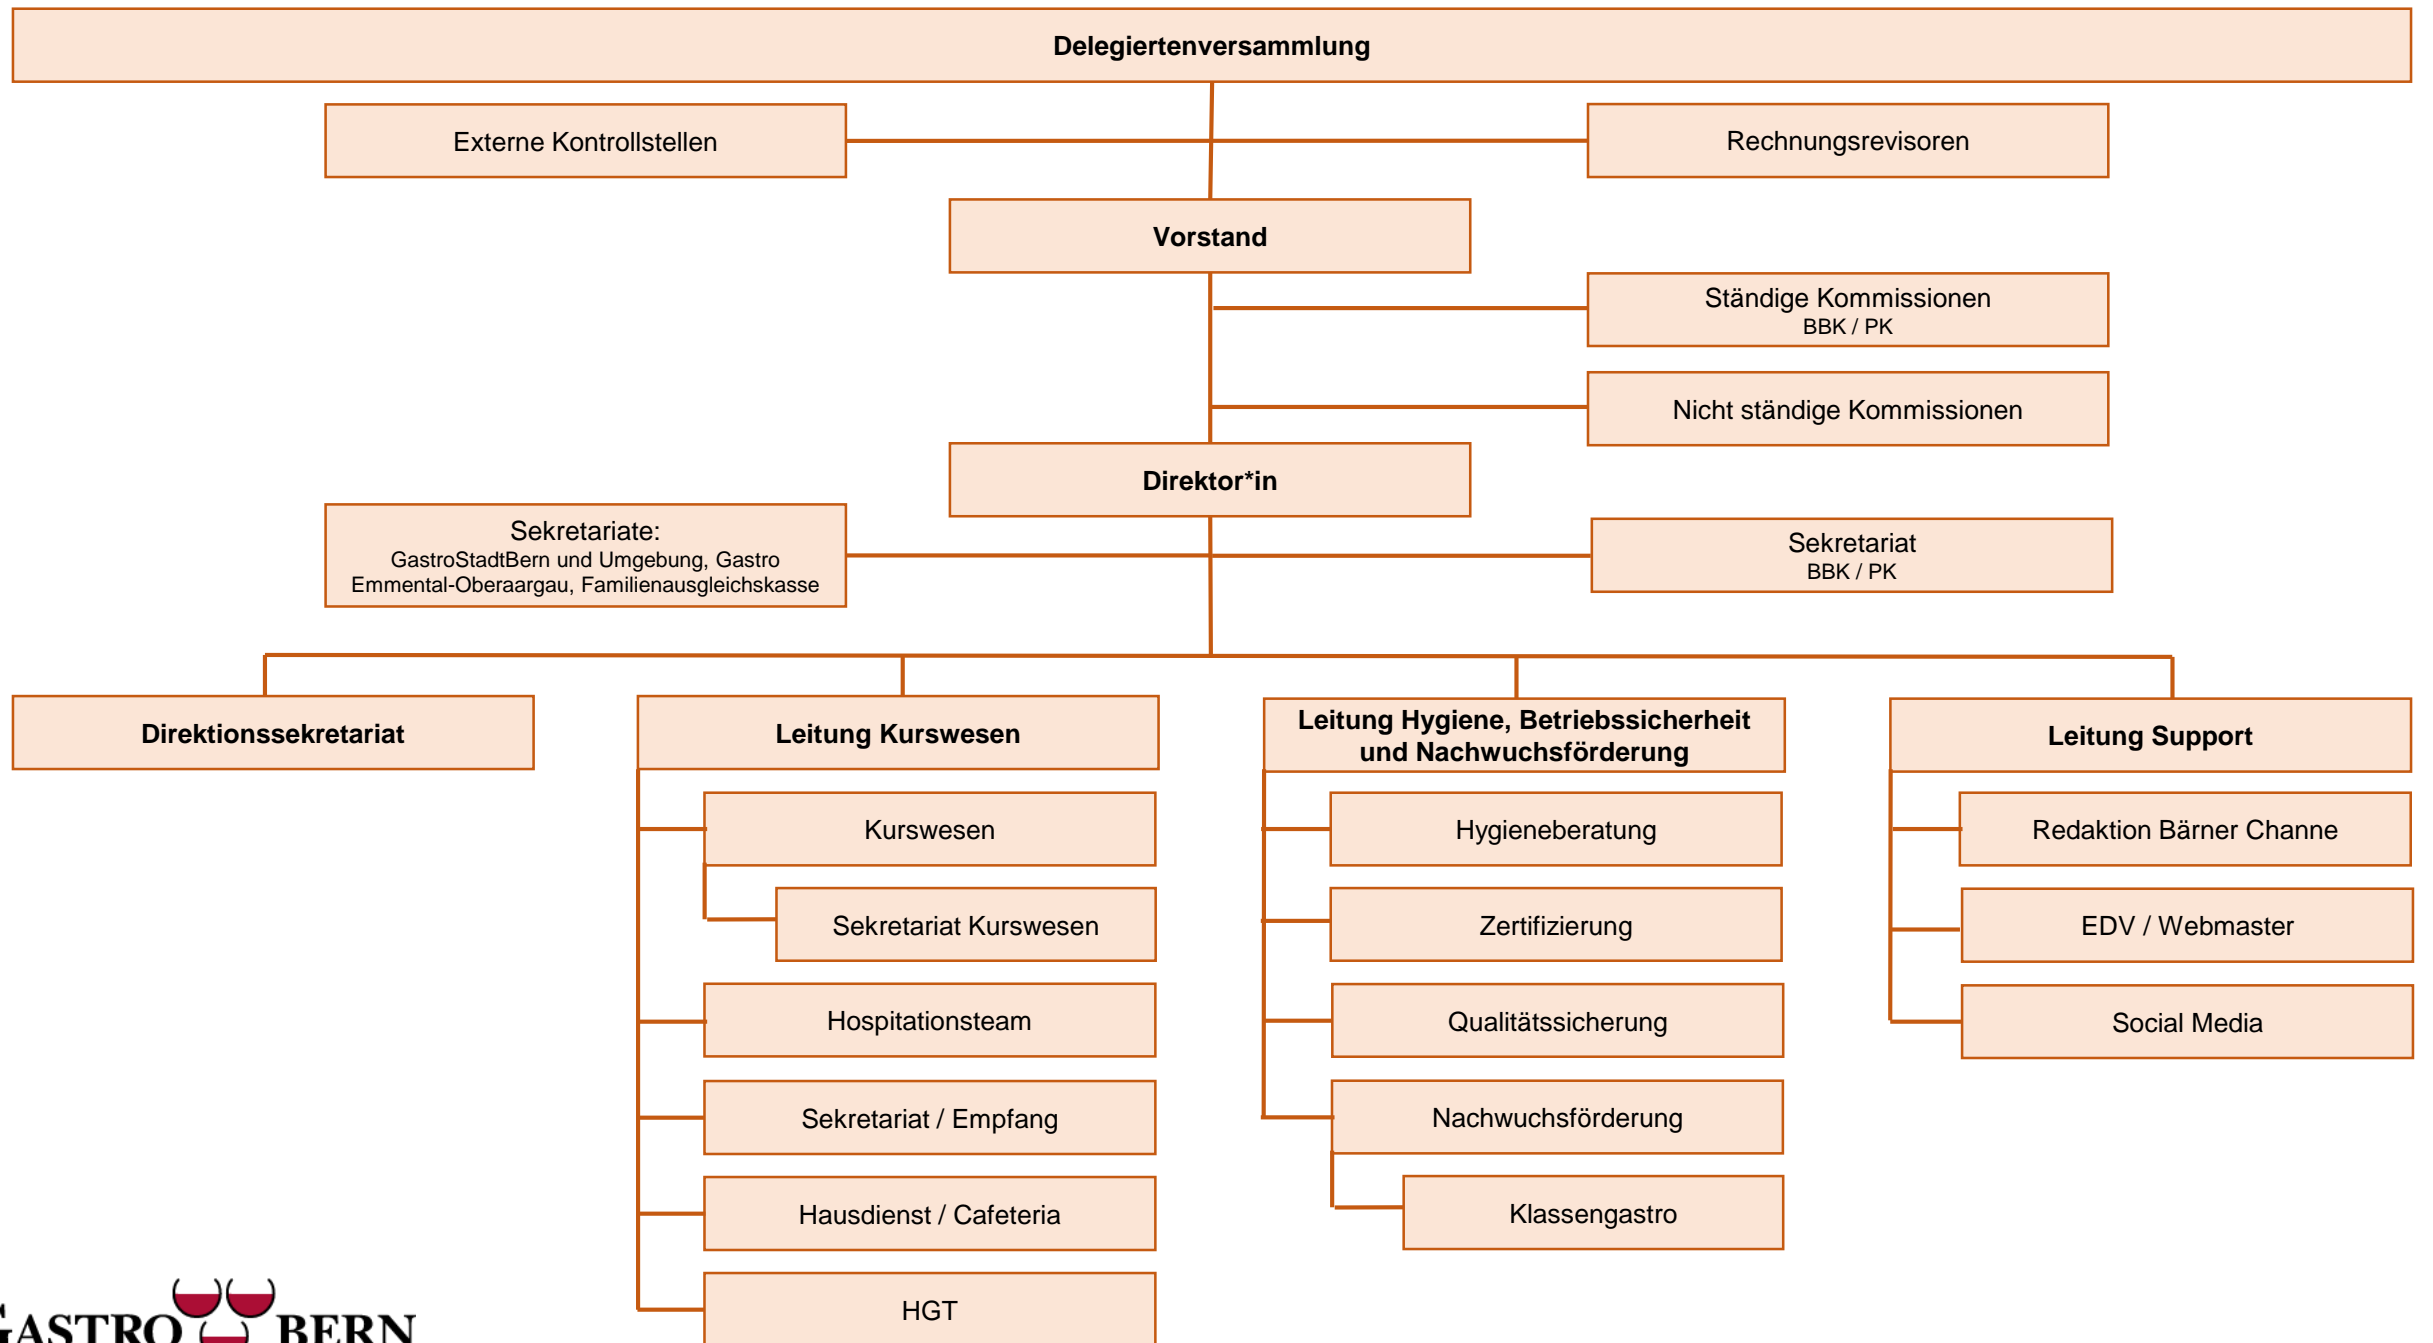 Delegiertenversammlung
Externe Kontrollstellen
Rechnungsrevisoren
Vorstand
Ständige Kommissionen
BBK / PK
Nicht ständige Kommissionen
Direktor*in
Sekretariate:
GastroStadtBern und Umgebung, Gastro
Emmental-Oberaargau, Familienausgleichskasse
Sekretariat
BBK / PK
Direktionssekretariat
Leitung Kurswesen
Kurswesen
Sekretariat Kurswesen
Hospitationsteam
Sekretariat / Empfang
Hausdienst / Cafeteria
HGT
Leitung Hygiene, Betriebssicherheit
und Nachwuchsförderung
Hygieneberatung
Zertifizierung
Qualitätssicherung
Nachwuchsförderung
Klassengastro
Leitung Support
Redaktion Bärner Channe
EDV / Webmaster
Social Media
GASTRO BERN